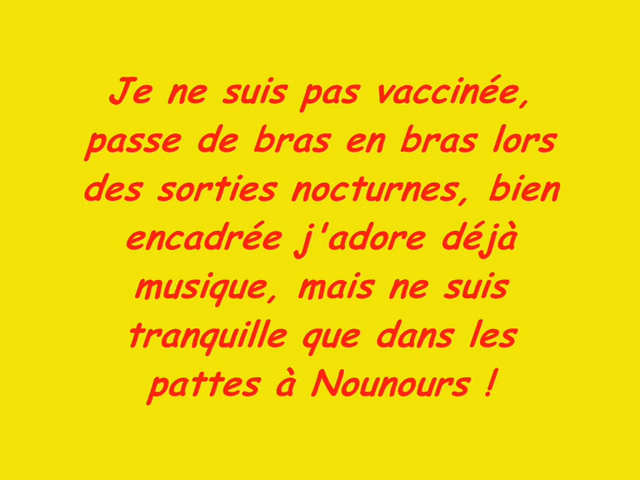 Je ne suis pas vaccinée,
passe de bras en bras lors
des sorties nocturnes, bien
encadrée j'adore déjà
musique, mais ne suis
tranquille que dans les
pattes à Nounours !